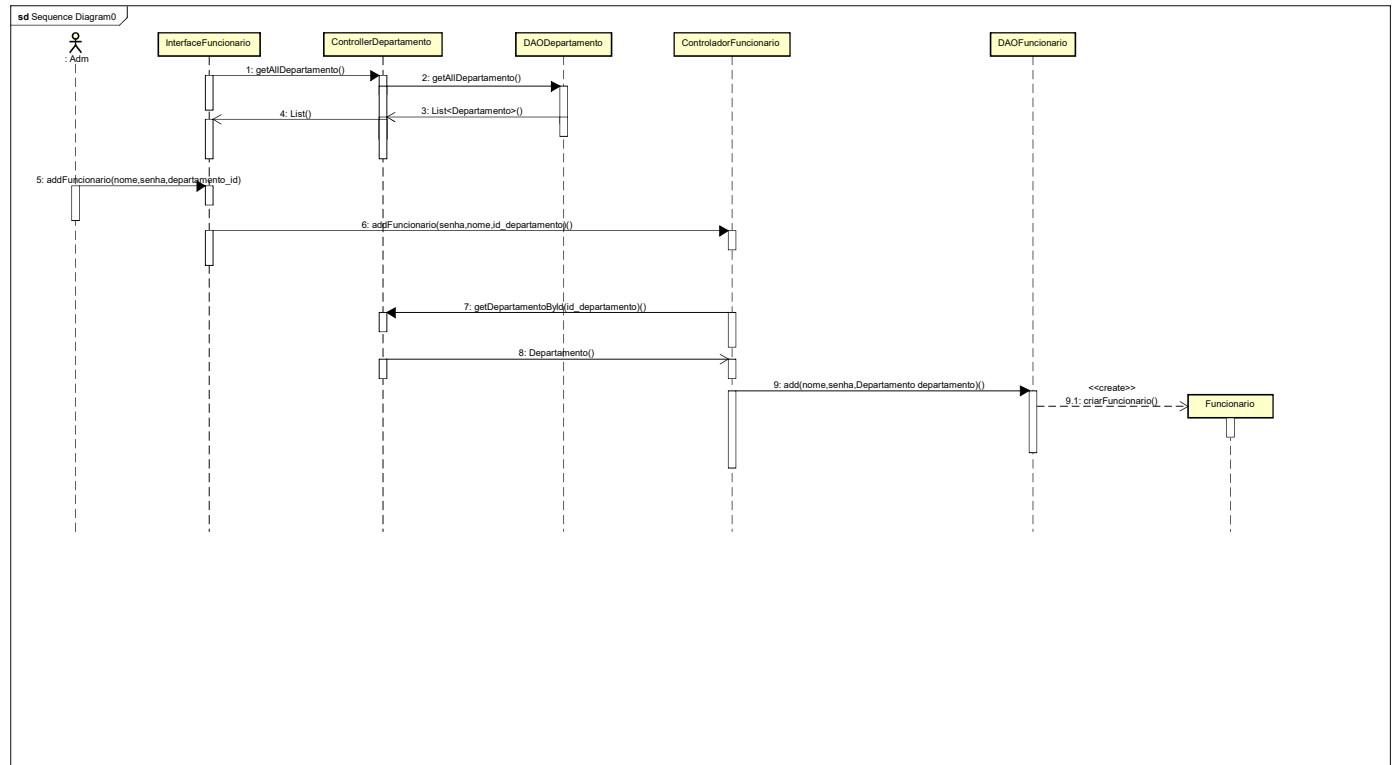 sd Sequence Diagram0
: Adm
InterfaceFuncionario
ControllerDepartamento
DAODepartamento
ControladorFuncionario
DAOFuncionario
1: getAllDepartamento()
2: getAllDepartamento()
3: List<Departamento>()
4: List()
5: addFuncionario(nome,senha,departamento_id)
6: addFuncionario(senha,nome,id_departamento)()
7: getDepartamentoById(id_departamento)()
8: Departamento()
9: add(nome,senha,Departamento departamento)()
<<create>>
9.1: criarFuncionario()
Funcionario